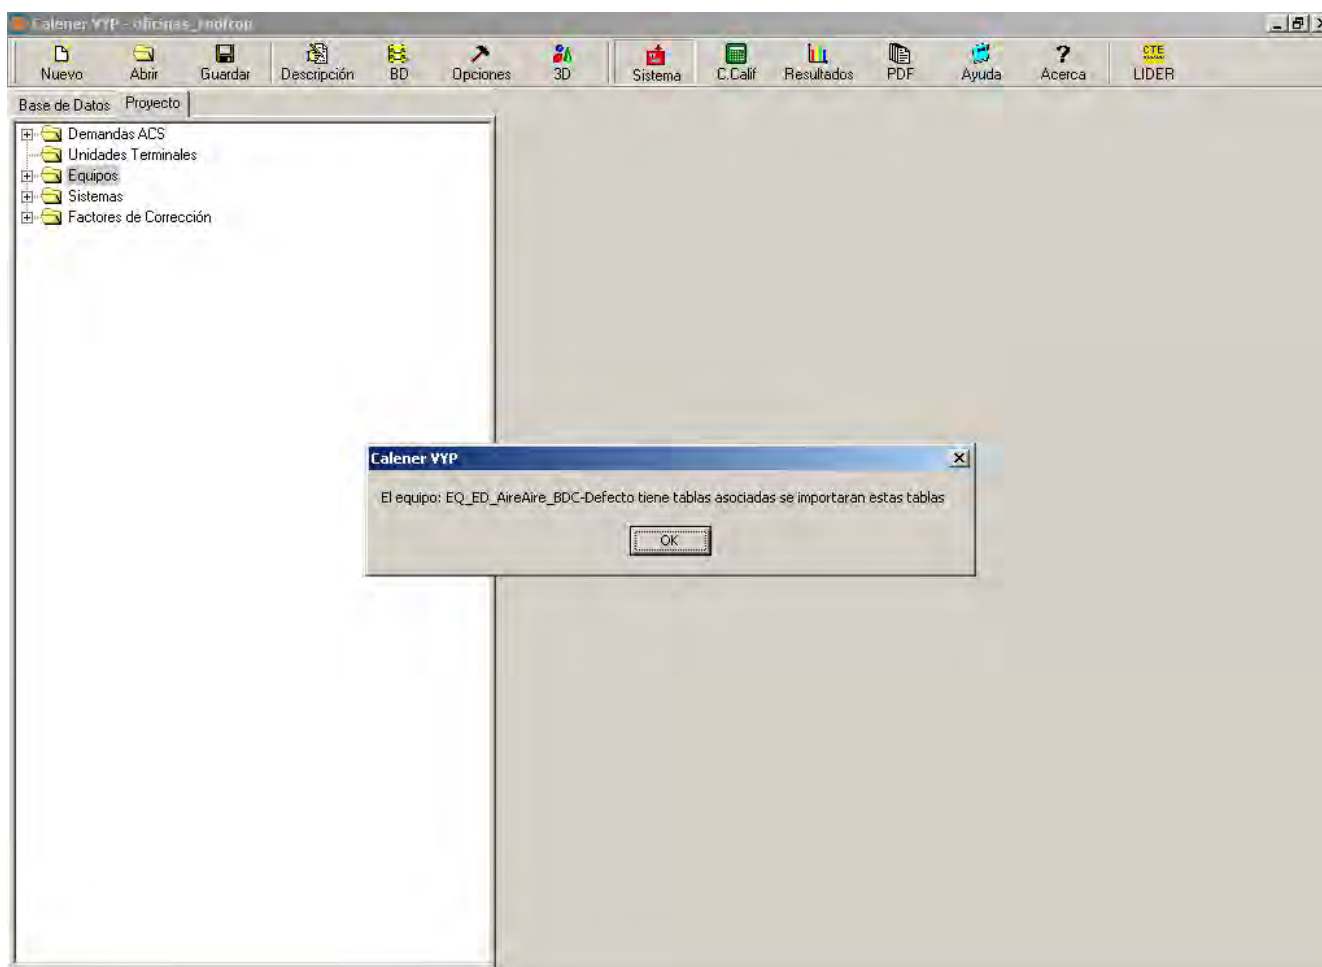 Calener VYP - oficinas_rooftop
Nuevo Abrir Guardar Descripción BD Opciones 3D Sistema C.Calif Resultados PDF Ayuda Acerca CTE LIDER
Base de Datos Proyecto
Demandas ACS
Unidades Terminales
Equipos
Sistemas
Factores de Corrección
Calener VYP
El equipo: EQ_ED_AireAire_BDC-Defecto tiene tablas asociadas se importaran estas tablas
OK